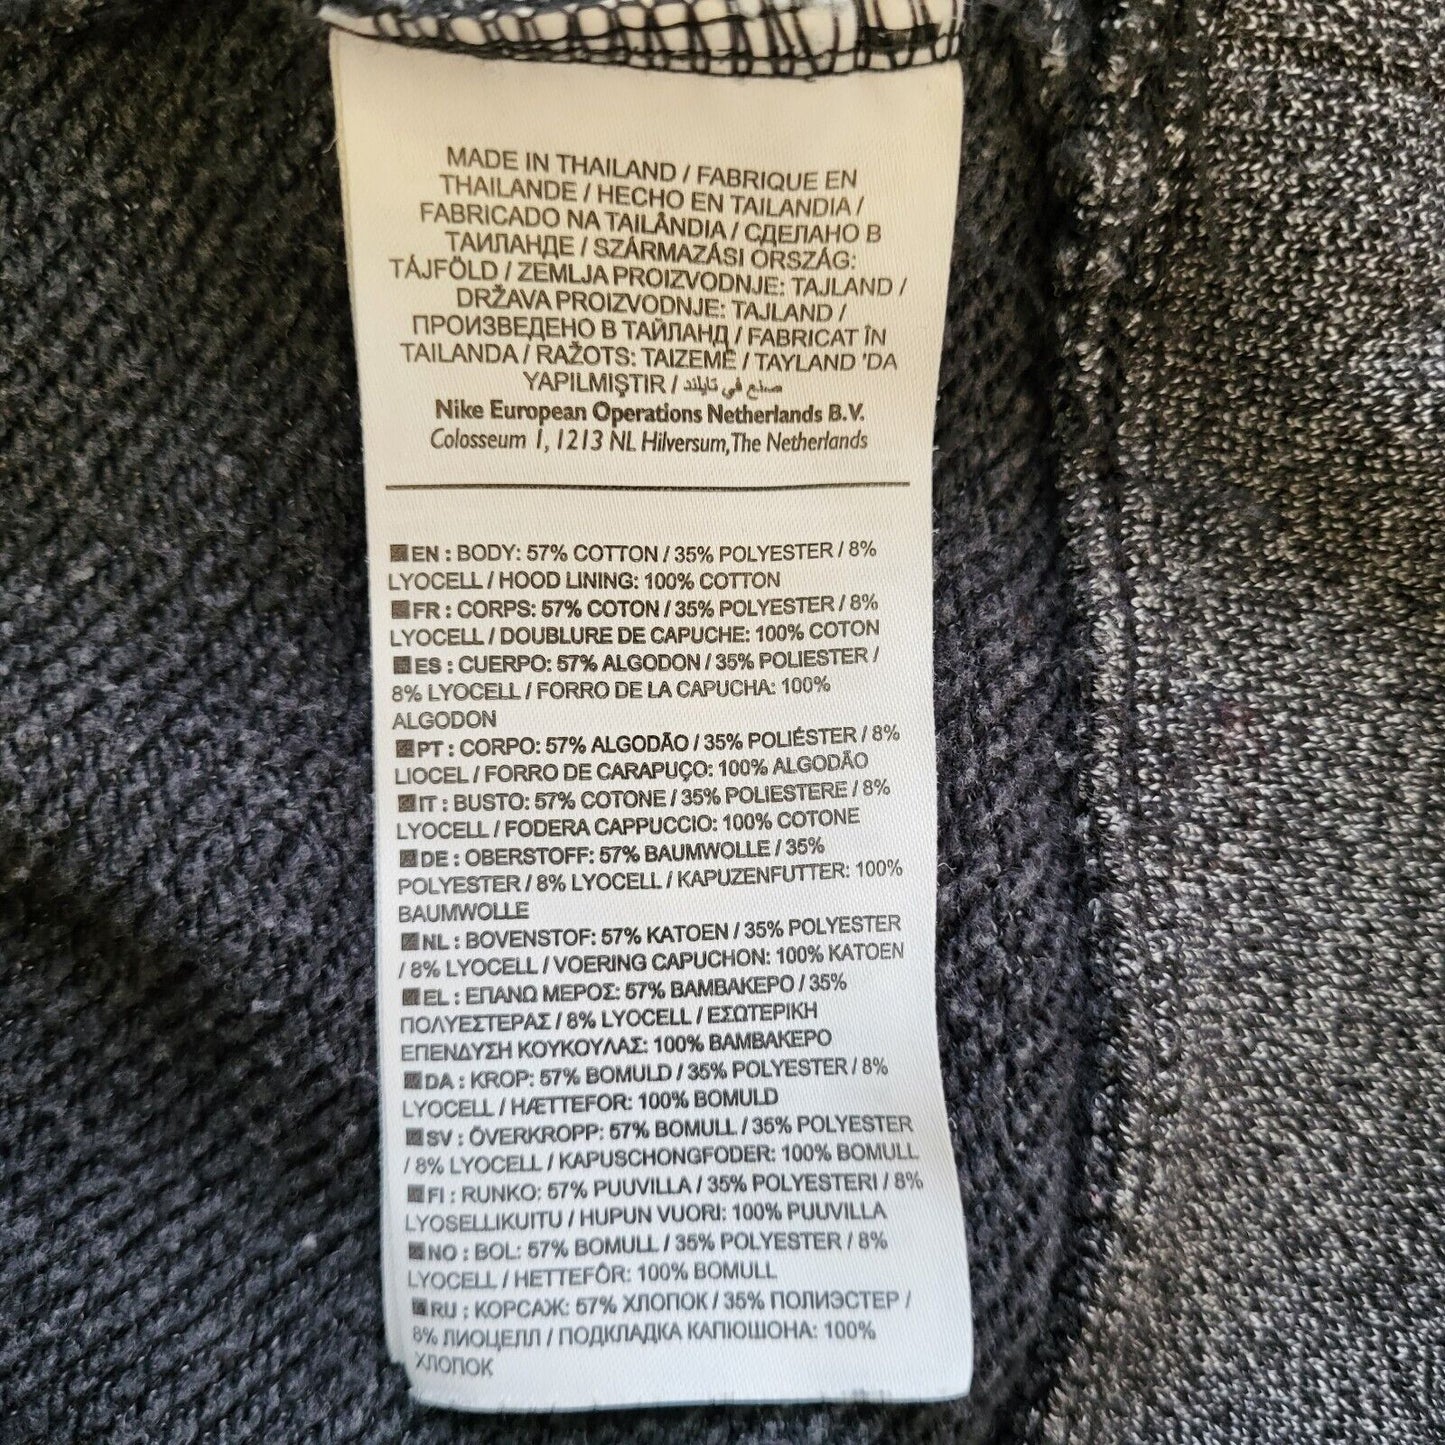 MADE IN THAILAND / FABRIQUE EN
THAILANDE / HECHO EN TAILANDIA /
FABRICADO NA TAILÂNDIA / СДЕЛАНО В
ТАИЛАНДЕ / SZÁRMAZÁSI ORSZÁG:
TÁJFÖLD / ZEMLJA PROIZVODNJE: TAJLAND /
DRŽAVA PROIZVODNJE: TAJLAND /
ПРОИЗВЕДЕНО В ТАЙЛАНД / FABRICAT ÎN
TAILANDA / RAŽOTS: TAIZEMĒ / TAYLAND 'DA
YAPILMIŞTIR / صنع في تايلند
Nike European Operations Netherlands B.V.
Colosseum 1, 1213 NL Hilversum, The Netherlands
EN : BODY: 57% COTTON / 35% POLYESTER / 8%
LYOCELL / HOOD LINING: 100% COTTON
FR : CORPS: 57% COTON / 35% POLYESTER / 8%
LYOCELL / DOUBLURE DE CAPUCHE: 100% COTON
ES : CUERPO: 57% ALGODON / 35% POLIESTER /
8% LYOCELL / FORRO DE LA CAPUCHA: 100%
ALGODON
PT : CORPO: 57% ALGODÃO / 35% POLIÉSTER / 8%
LIOCEL / FORRO DE CARAPUÇO: 100% ALGODÃO
IT : BUSTO: 57% COTONE / 35% POLIESTERE / 8%
LYOCELL / FODERA CAPPUCCIO: 100% COTONE
DE : OBERSTOFF: 57% BAUMWOLLE / 35%
POLYESTER / 8% LYOCELL / KAPUZENFUTTER: 100%
BAUMWOLLE
NL : BOVENSTOF: 57% KATOEN / 35% POLYESTER
/ 8% LYOCELL / VOERING CAPUCHON: 100% KATOEN
EL : ΕΠΑΝΩ ΜΕΡΟΣ: 57% ΒΑΜΒΑΚΕΡΟ / 35%
ΠΟΛΥΕΣΤΕΡΑΣ / 8% LYOCELL / ΕΣΩΤΕΡΙΚΗ
ΕΠΕΝΔΥΣΗ ΚΟΥΚΟΥΛΑΣ: 100% ΒΑΜΒΑΚΕΡΟ
DA : KROP: 57% BOMULD / 35% POLYESTER / 8%
LYOCELL / HÆTTEFOR: 100% BOMULD
SV : ÖVERKROPP: 57% BOMULL / 35% POLYESTER
/ 8% LYOCELL / KAPUSCHONGFODER: 100% BOMULL
FI : RUNKO: 57% PUUVILLA / 35% POLYESTERI / 8%
LYOSELLIKUITU / HUPUN VUORI: 100% PUUVILLA
NO : BOL: 57% BOMULL / 35% POLYESTER / 8%
LYOCELL / HETTEFÔR: 100% BOMULL
RU : КОРСАЖ: 57% ХЛОПОК / 35% ПОЛИЭСТЕР /
8% ЛИОЦЕЛЛ / ПОДКЛАДКА КАПЮШОНА: 100%
ХЛОПОК